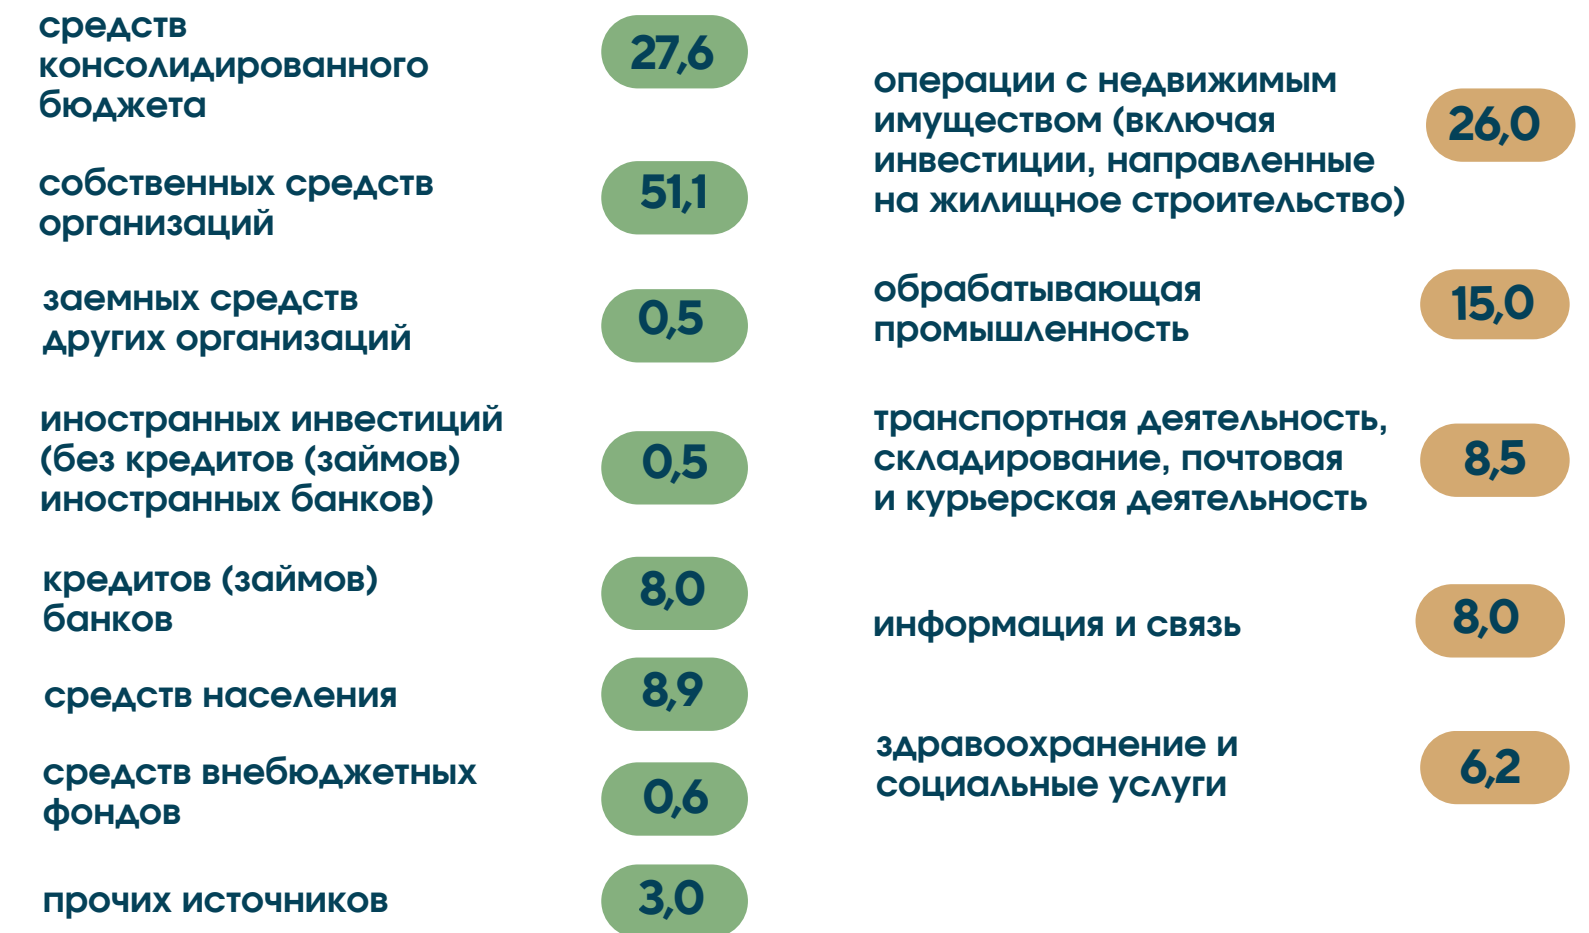 средств
консолидированного
бюджета
27,6
собственных средств
организаций
51,1
заемных средств
других организаций
0,5
иностранных инвестиций
(без кредитов (займов)
иностранных банков)
0,5
кредитов (займов)
банков
8,0
средств населения
8,9
средств внебюджетных
фондов
0,6
прочих источников
3,0
операции с недвижимым
имуществом (включая
инвестиции, направленные
на жилищное строительство)
26,0
обрабатывающая
промышленность
15,0
транспортная деятельность,
складирование, почтовая
и курьерская деятельность
8,5
информация и связь
8,0
здравоохранение и
социальные услуги
6,2